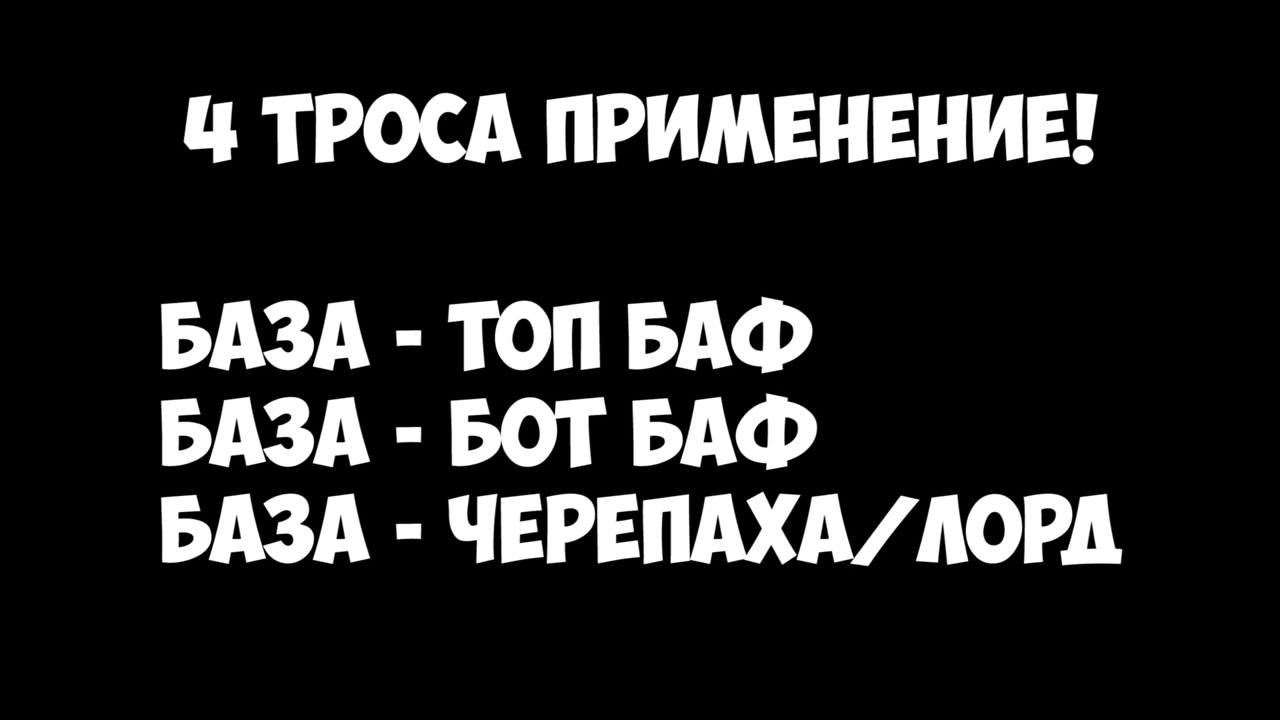 4 ТРОСА ПРИМЕНЕНИЕ!
БАЗА - ТОП БАФ
БАЗА - БОТ БАФ
БАЗА - ЧЕРЕПАХА/ЛОРД